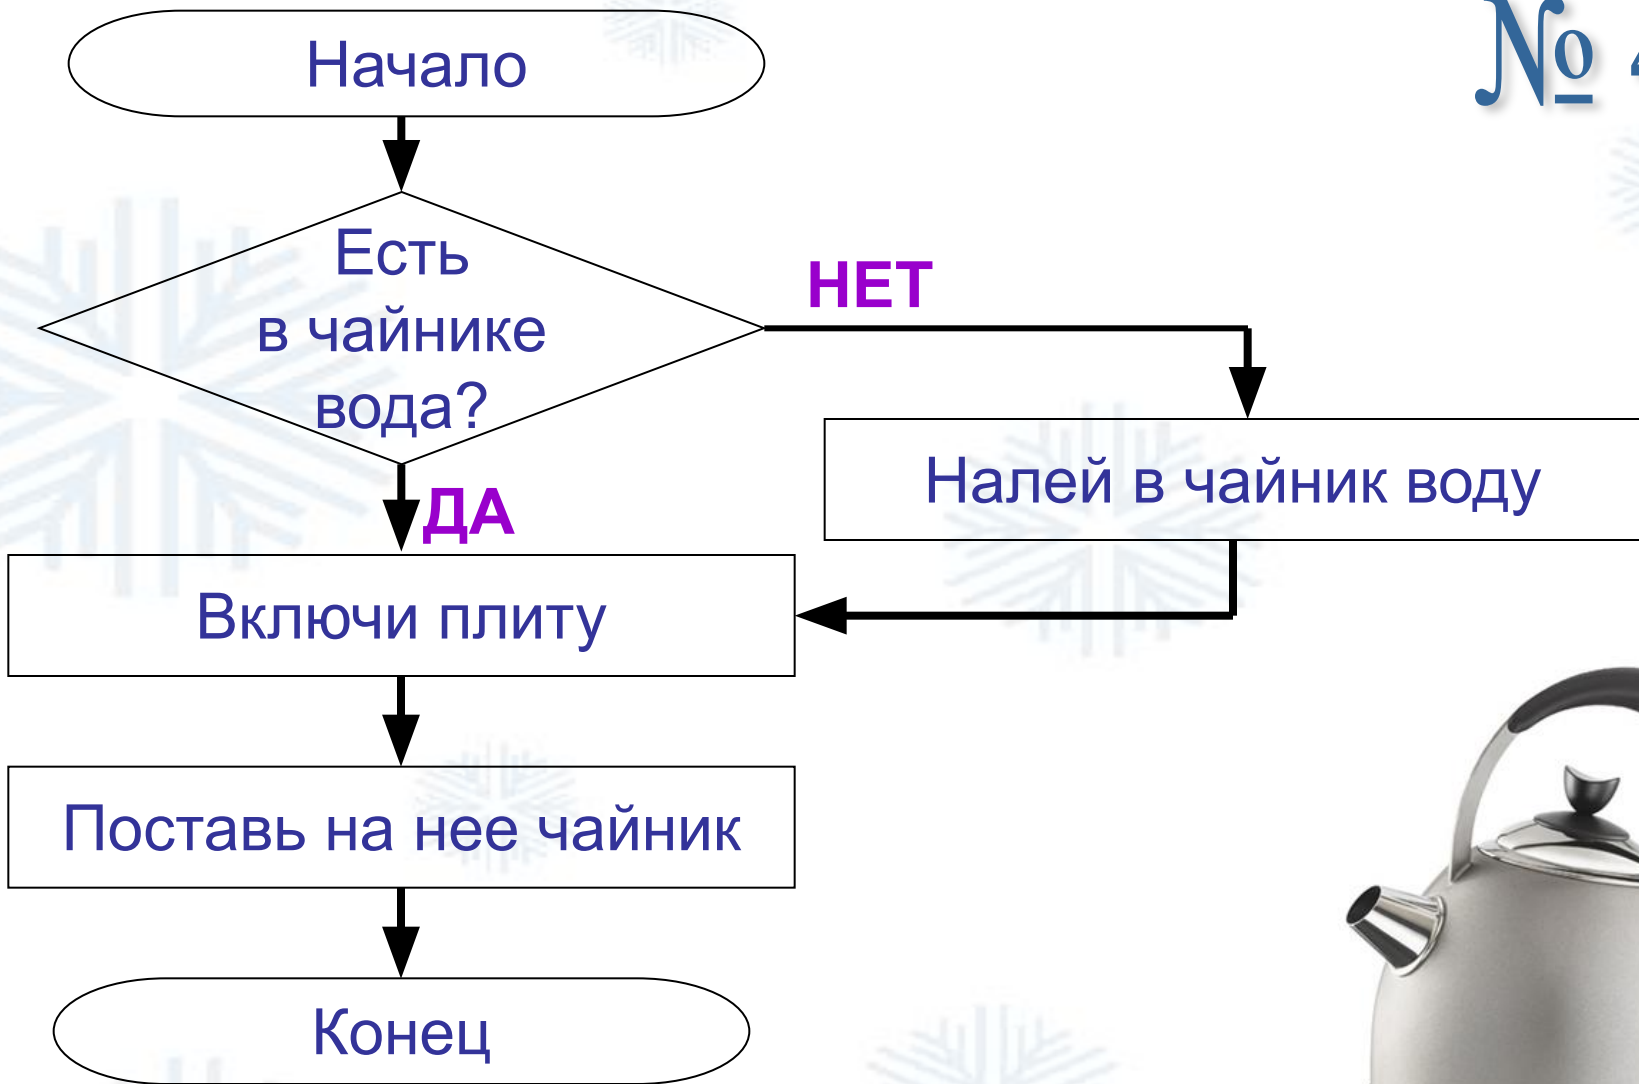 Начало
№
Есть
в чайнике
вода?
НЕТ
Налей в чайник воду
ДА
Включи плиту
Поставь на нее чайник
Конец